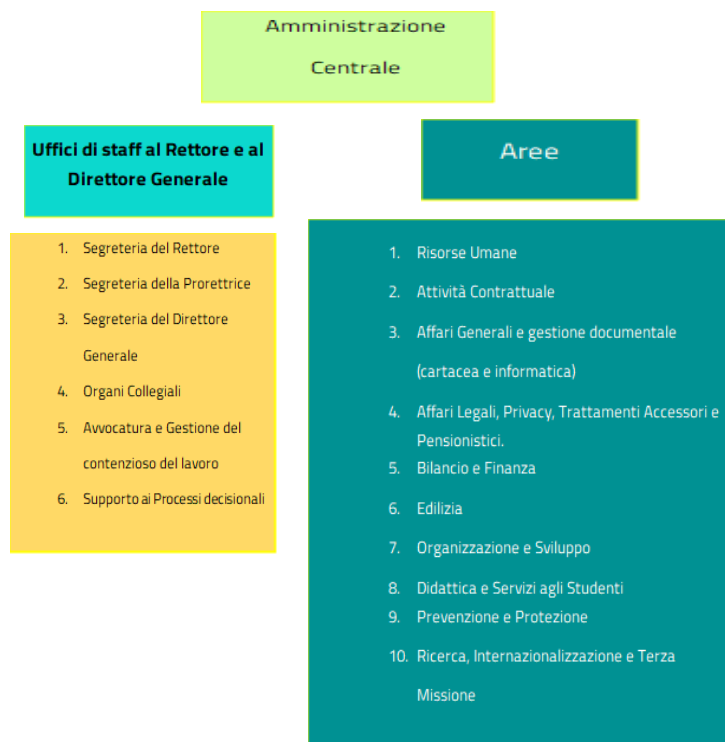 Amministrazione
Centrale
Uffici di staff al Rettore e al
Direttore Generale
1. Segreteria del Rettore
2. Segreteria della Prorettrice
3. Segreteria del Direttore
Generale
4. Organi Collegiali
5. Avvocatura e Gestione del
contenzioso del lavoro
6. Supporto ai Processi decisionali
Aree
1. Risorse Umane
2. Attività Contrattuale
3. Affari Generali e gestione documentale
(cartacea e informatica)
4. Affari Legali, Privacy, Trattamenti Accessori e
Pensionistici.
5. Bilancio e Finanza
6. Edilizia
7. Organizzazione e Sviluppo
8. Didattica e Servizi agli Studenti
9. Prevenzione e Protezione
10. Ricerca, Internazionalizzazione e Terza
Missione